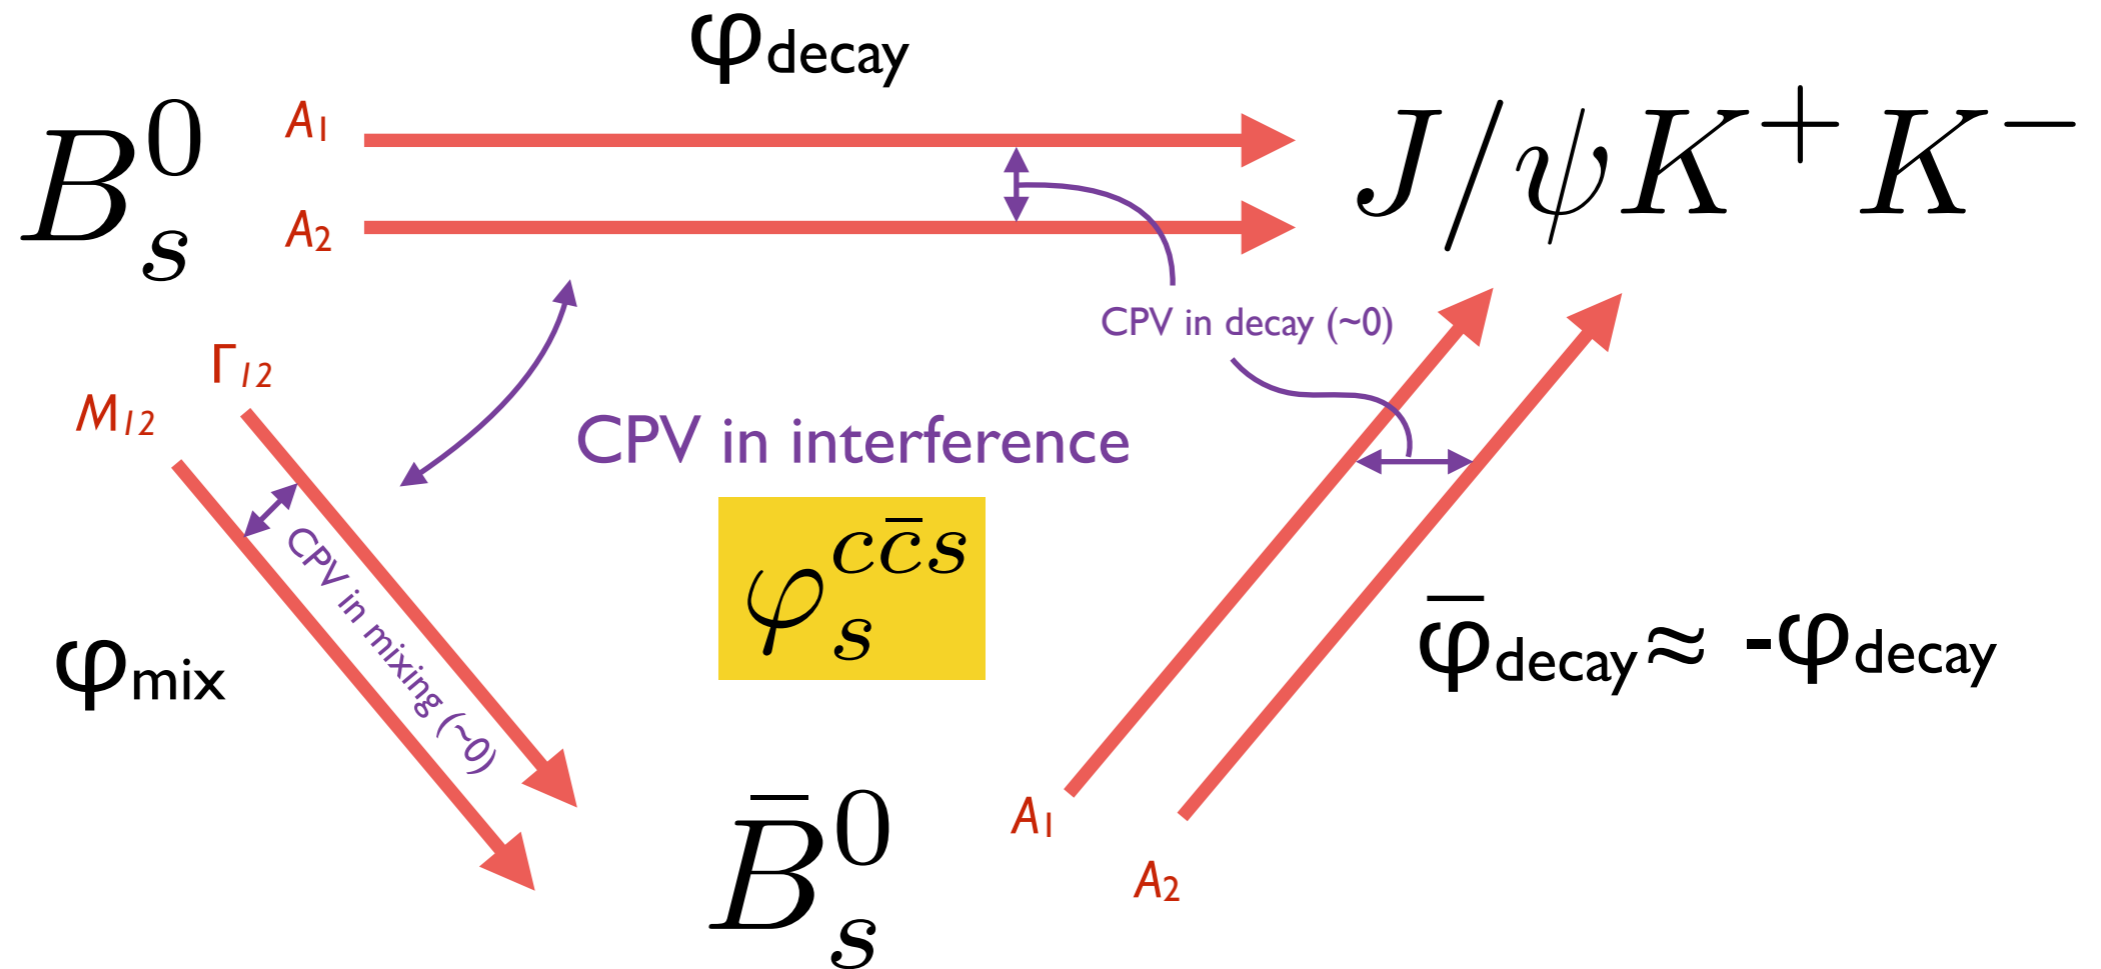 φdecay
B⁰ₛ
A₁
A₂
J/ψK⁺K⁻
CPV in decay (~0)
Γ₁₂
M₁₂
CPV in interference
φₛ^{cc̄s}
CPV in mixing (~0)
φmix
φ̄decay ≈ -φdecay
B̄⁰ₛ
A₁
A₂